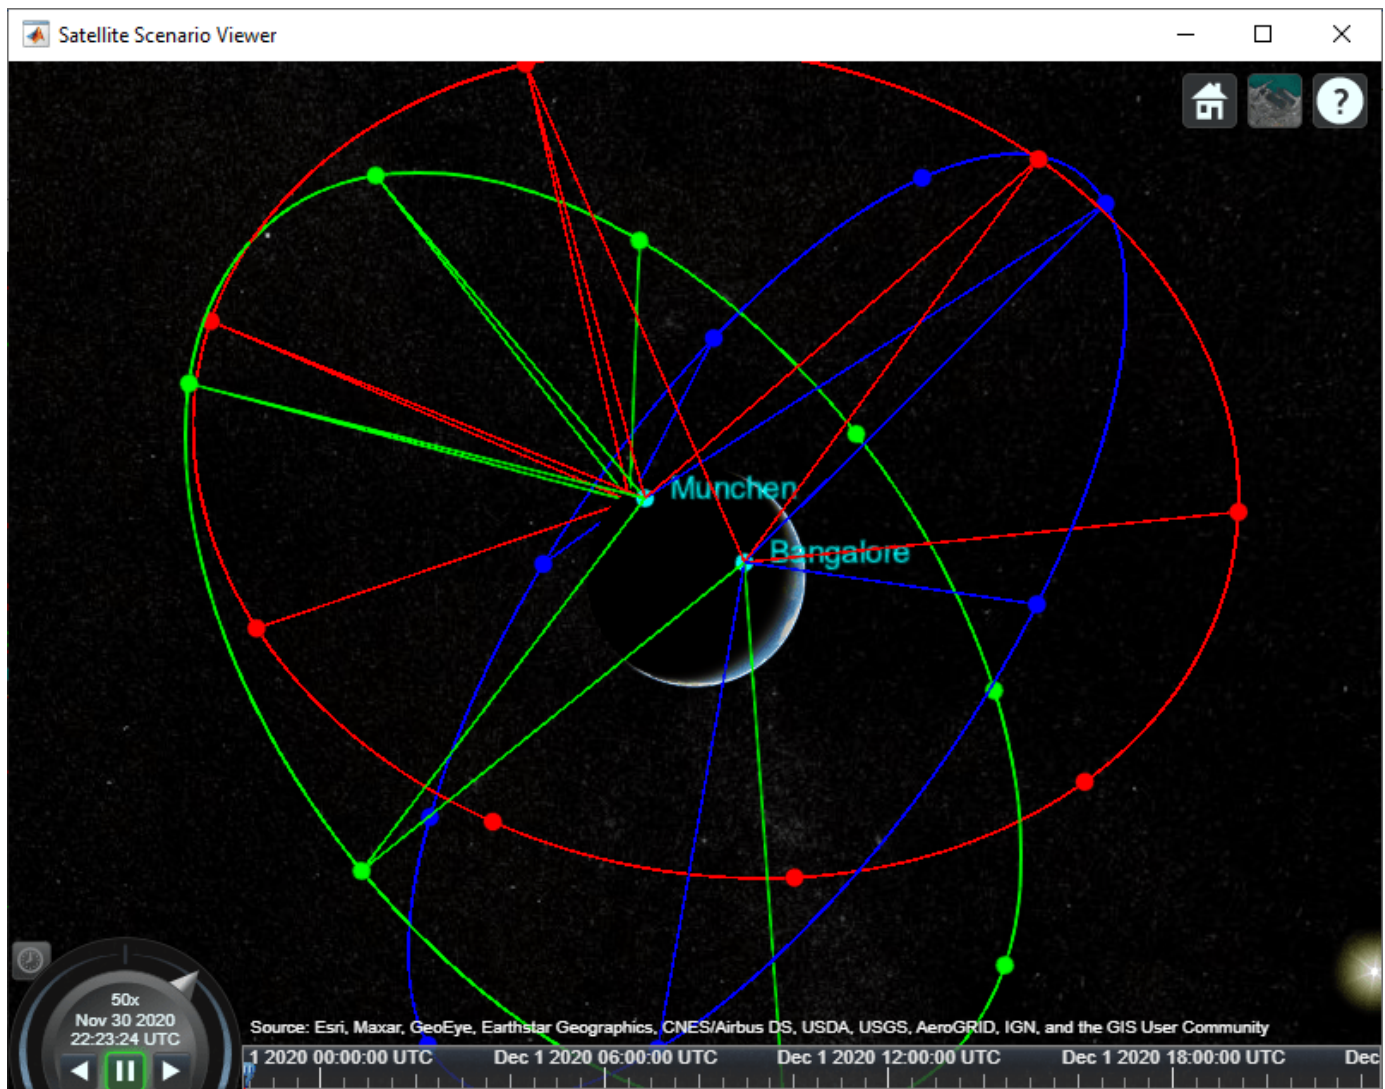 Satellite Scenario Viewer
?
Munchen
Bangalore
50x
Nov 30 2020
22:23:24 UTC
Source: Esri, Maxar, GeoEye, Earthstar Geographics, CNES/Airbus DS, USDA, USGS, AeroGRID, IGN, and the GIS User Community
1 2020 00:00:00 UTC Dec 1 2020 06:00:00 UTC Dec 1 2020 12:00:00 UTC Dec 1 2020 18:00:00 UTC Dec